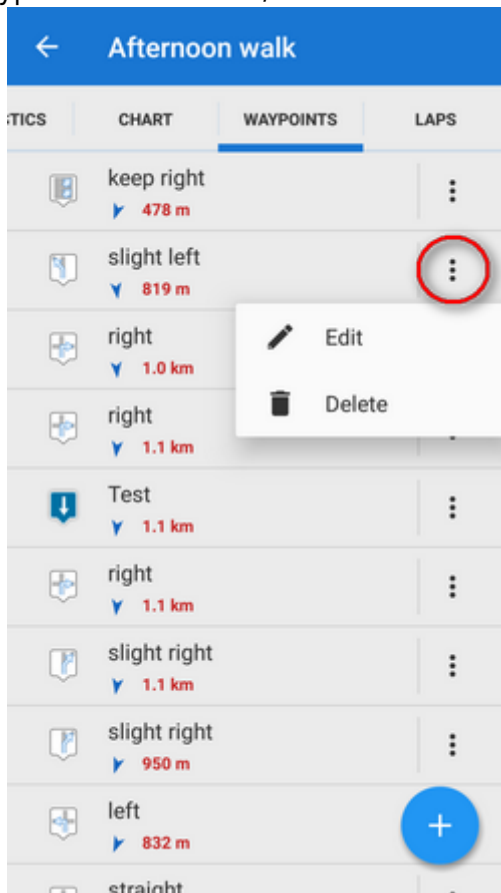 Afternoon walk
TICS CHART WAYPOINTS LAPS
keep right
478 m
slight left
819 m
Edit
right
1.0 km
Delete
right
1.1 km
Test
1.1 km
right
1.1 km
slight right
1.1 km
slight right
950 m
left
832 m
straight